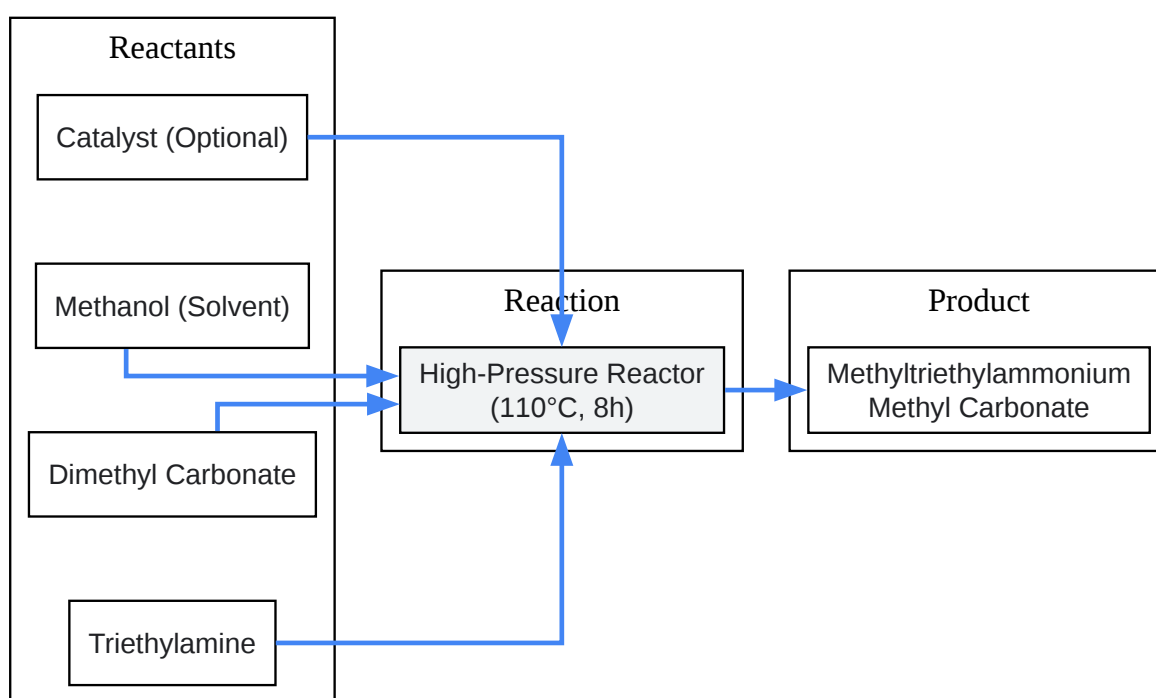 Reactants
Catalyst (Optional)
Methanol (Solvent)
Dimethyl Carbonate
Triethylamine
Reaction
High-Pressure Reactor
(110°C, 8h)
Product
Methyltriethylammonium
Methyl Carbonate